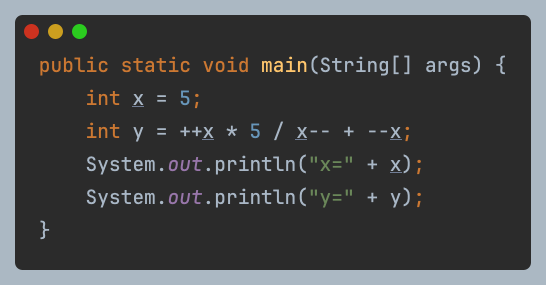 public static void main(String[] args) {
    int x = 5;
    int y = ++x * 5 / x-- + --x;
    System.out.println("x=" + x);
    System.out.println("y=" + y);
}